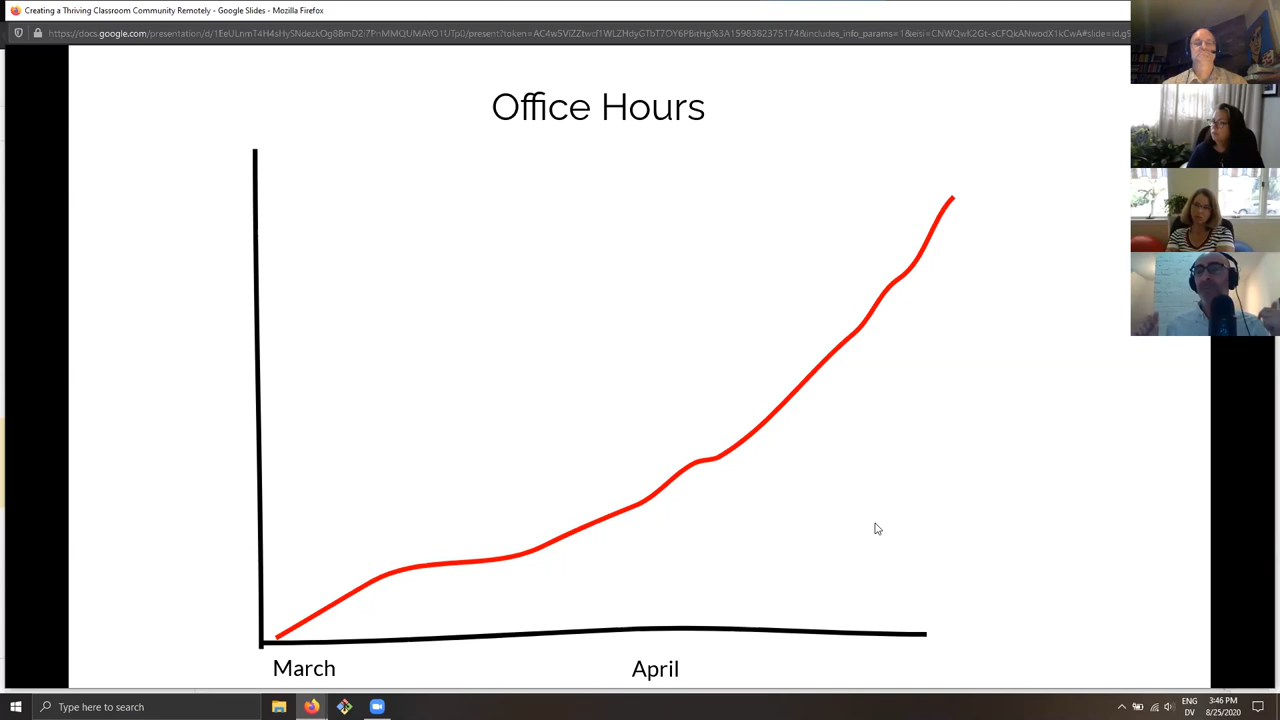 Creating a Thriving Classroom Community Remotely - Google Slides - Mozilla Firefox
Office Hours
March
April
Type here to search
ENG
DV
3:46 PM
8/25/2020